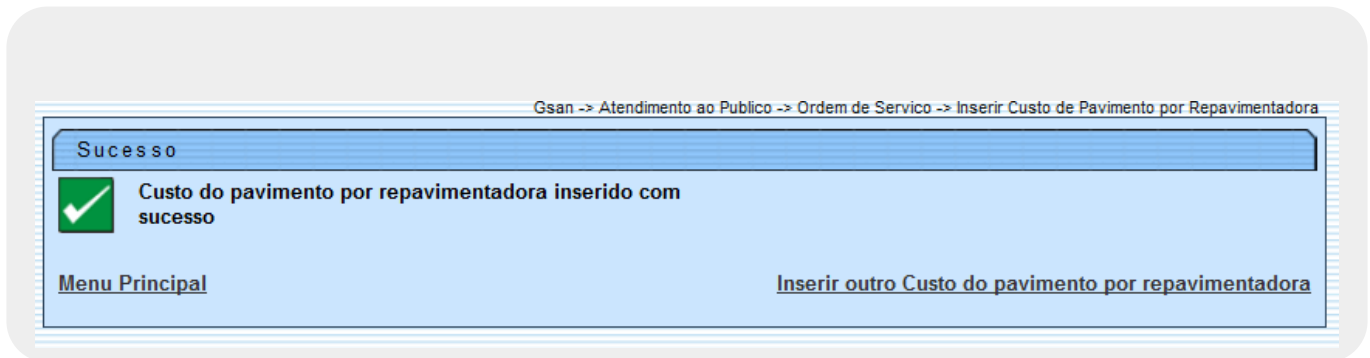 Gsan -> Atendimento ao Publico -> Ordem de Servico -> Inserir Custo de Pavimento por Repavimentadora
Sucesso
Custo do pavimento por repavimentadora inserido com
sucesso
Menu Principal
Inserir outro Custo do pavimento por repavimentadora